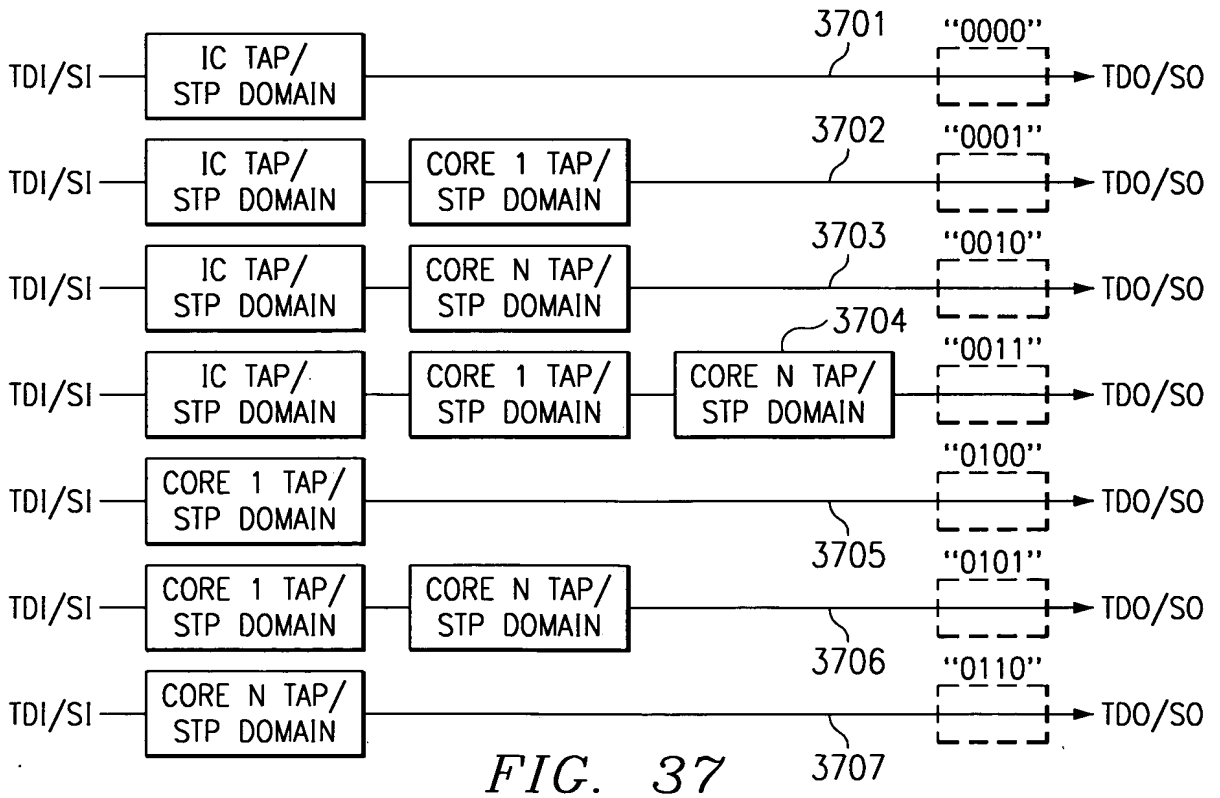 3701
"0000"
TDI/SI
IC TAP/
STP DOMAIN
TDO/SO
3702
"0001"
TDI/SI
IC TAP/
STP DOMAIN
CORE 1 TAP/
STP DOMAIN
TDO/SO
3703
"0010"
TDI/SI
IC TAP/
STP DOMAIN
CORE N TAP/
STP DOMAIN
TDO/SO
3704
"0011"
TDI/SI
IC TAP/
STP DOMAIN
CORE 1 TAP/
STP DOMAIN
CORE N TAP/
STP DOMAIN
TDO/SO
"0100"
TDI/SI
CORE 1 TAP/
STP DOMAIN
TDO/SO
3705
"0101"
TDI/SI
CORE 1 TAP/
STP DOMAIN
CORE N TAP/
STP DOMAIN
TDO/SO
3706
"0110"
TDI/SI
CORE N TAP/
STP DOMAIN
TDO/SO
3707
FIG. 37